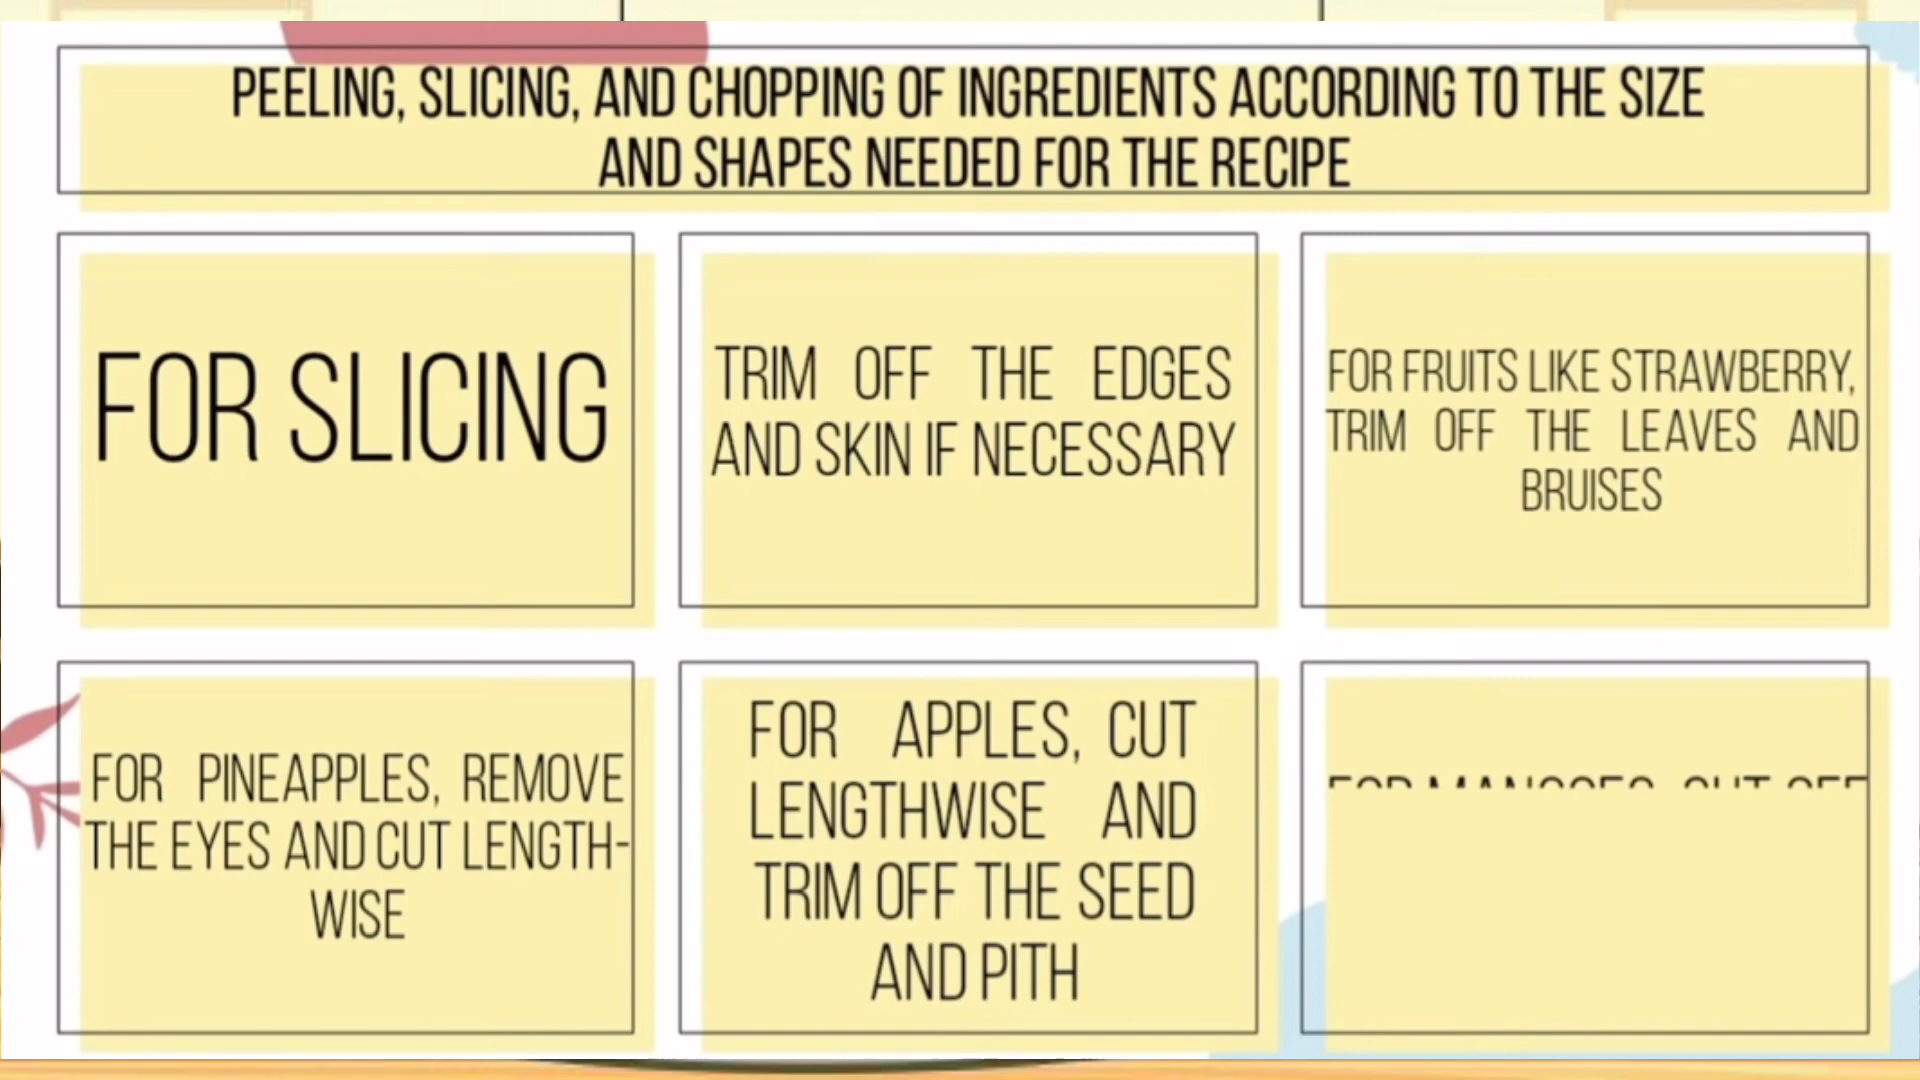 PEELING, SLICING, AND CHOPPING OF INGREDIENTS ACCORDING TO THE SIZE
AND SHAPES NEEDED FOR THE RECIPE
FOR SLICING
TRIM OFF THE EDGES
AND SKIN IF NECESSARY
FOR FRUITS LIKE STRAWBERRY,
TRIM OFF THE LEAVES AND
BRUISES
FOR PINEAPPLES, REMOVE
THE EYES AND CUT LENGTH-
WISE
FOR APPLES, CUT
LENGTHWISE AND
TRIM OFF THE SEED
AND PITH